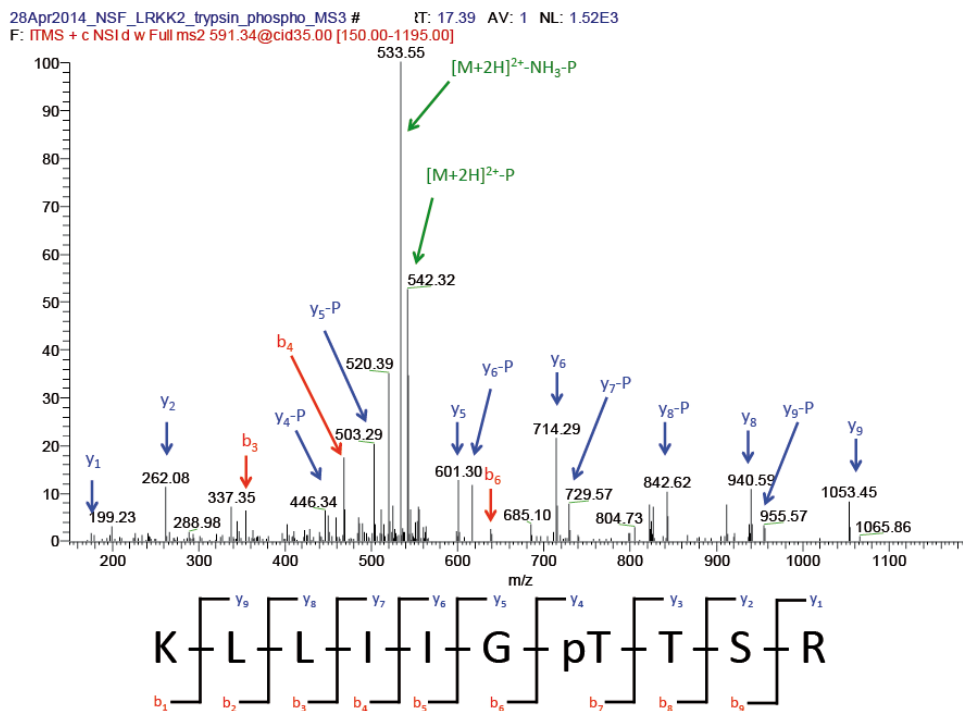 28Apr2014_NSF_LRKK2_trypsin_phospho_MS3 # RT: 17.39 AV: 1 NL: 1.52E3
F: ITMS + c NSI d w Full ms2 591.34@cid35.00 [150.00-1195.00]
533.55
100
[M+2H]²⁺-NH₃-P
90
80
[M+2H]²⁺-P
70
60
542.32
50
y₅-P
b₄
40
520.39
y₆-P
y₆
y₇-P
30
y₂
y₄-P
y₅
y₈-P
y₈
y₉-P
y₉
714.29
20
y₁
b₃
503.29
601.30
b₆
262.08
842.62
940.59
10
337.35
446.34
729.57
1053.45
199.23
288.98
685.10
804.73
955.57
1065.86
0
200 300 400 500 600 700 800 900 1000 1100
m/z
y₉ y₈ y₇ y₆ y₅ y₄ y₃ y₂ y₁
K L L I I G pT T S R
b₁ b₂ b₃ b₄ b₅ b₆ b₇ b₈ b₉